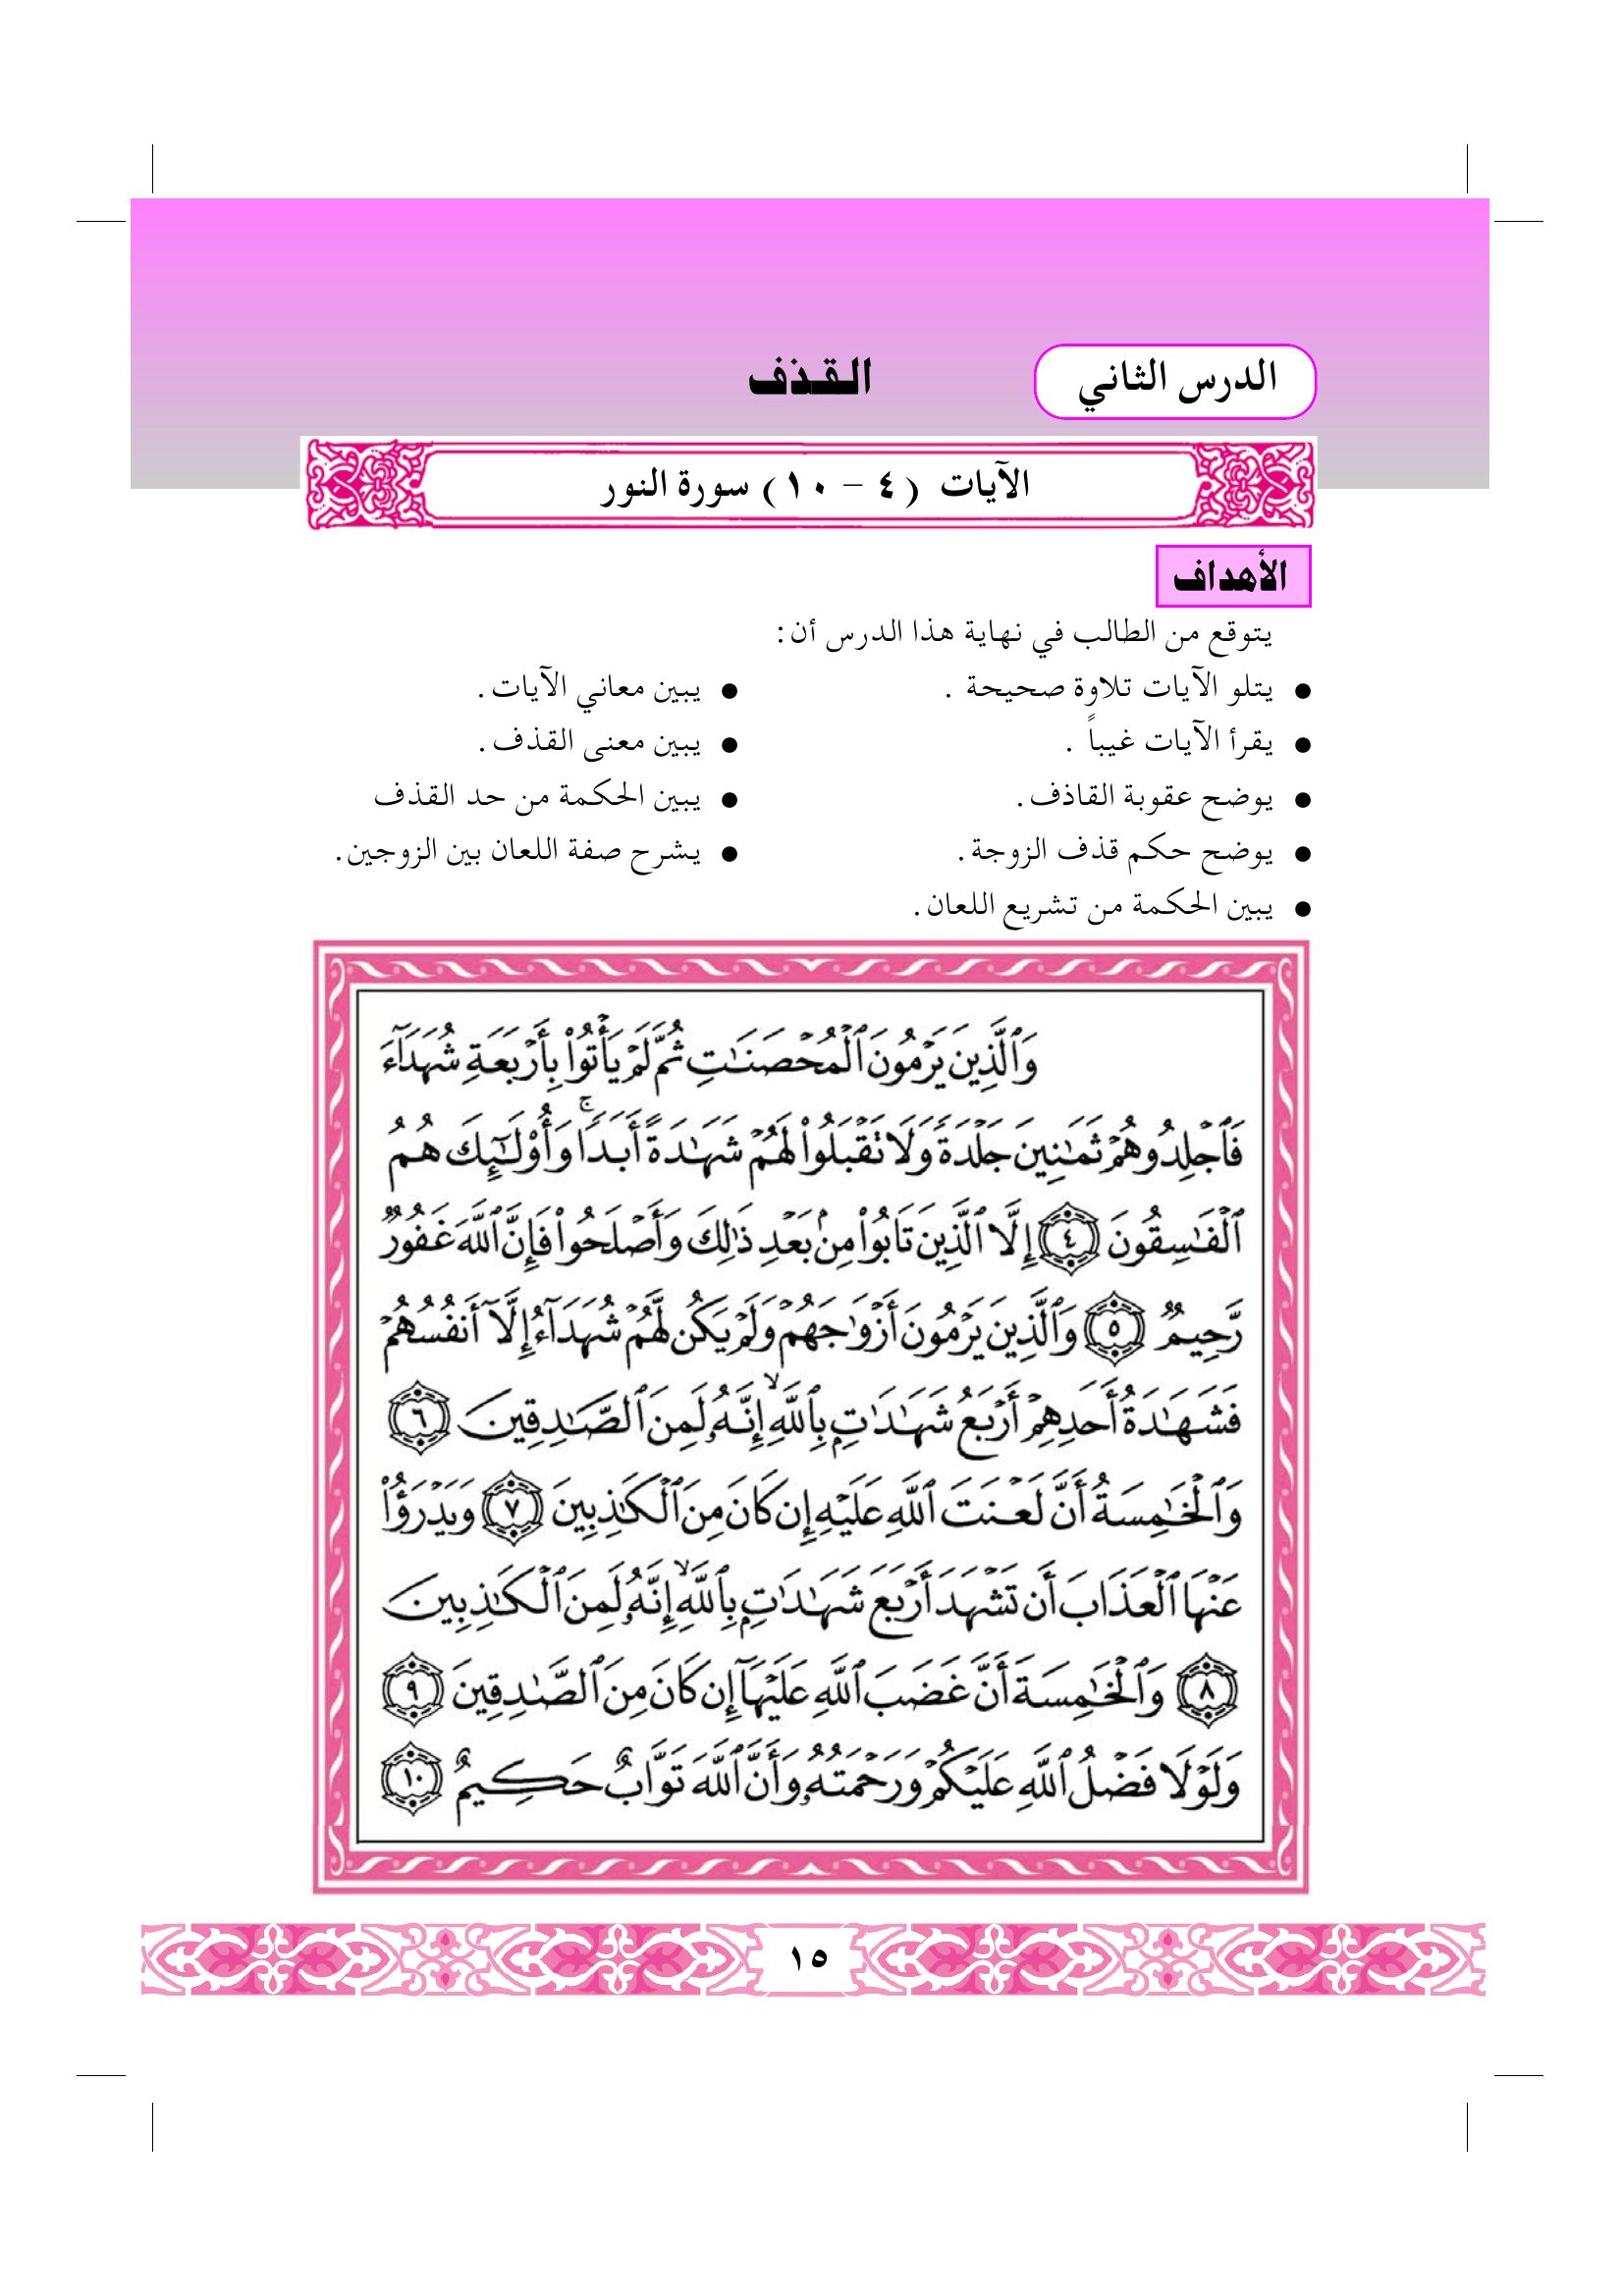 الدرس الثاني
القذف
الآيات (٤ - ١٠) سورة النور
الأهداف
يتوقع من الطالب في نهاية هذا الدرس أن:
● يتلو الآيات تلاوة صحيحة .
● يبين معاني الآيات .
● يقرأ الآيات غيباً .
● يبين معنى القذف .
● يوضح عقوبة القاذف .
● يبين الحكمة من حد القذف
● يوضح حكم قذف الزوجة .
● يشرح صفة اللعان بين الزوجين .
● يبين الحكمة من تشريع اللعان .
وَٱلَّذِينَ يَرۡمُونَ ٱلۡمُحۡصَنَٰتِ ثُمَّ لَمۡ يَأۡتُواْ بِأَرۡبَعَةِ شُهَدَآءَ
فَٱجۡلِدُوهُمۡ ثَمَٰنِينَ جَلۡدَةٗ وَلَا تَقۡبَلُواْ لَهُمۡ شَهَٰدَةً أَبَدٗاۚ وَأُوْلَٰٓئِكَ هُمُ
ٱلۡفَٰسِقُونَ ٤ إِلَّا ٱلَّذِينَ تَابُواْ مِنۢ بَعۡدِ ذَٰلِكَ وَأَصۡلَحُواْ فَإِنَّ ٱللَّهَ غَفُورٞ
رَّحِيمٞ ٥ وَٱلَّذِينَ يَرۡمُونَ أَزۡوَٰجَهُمۡ وَلَمۡ يَكُن لَّهُمۡ شُهَدَآءُ إِلَّآ أَنفُسُهُمۡ
فَشَهَٰدَةُ أَحَدِهِمۡ أَرۡبَعُ شَهَٰدَٰتِۭ بِٱللَّهِ إِنَّهُۥ لَمِنَ ٱلصَّٰدِقِينَ ٦
وَٱلۡخَٰمِسَةُ أَنَّ لَعۡنَتَ ٱللَّهِ عَلَيۡهِ إِن كَانَ مِنَ ٱلۡكَٰذِبِينَ ٧ وَيَدۡرَؤُاْ
عَنۡهَا ٱلۡعَذَابَ أَن تَشۡهَدَ أَرۡبَعَ شَهَٰدَٰتِۭ بِٱللَّهِ إِنَّهُۥ لَمِنَ ٱلۡكَٰذِبِينَ
٨ وَٱلۡخَٰمِسَةَ أَنَّ غَضَبَ ٱللَّهِ عَلَيۡهَآ إِن كَانَ مِنَ ٱلصَّٰدِقِينَ ٩
وَلَوۡلَا فَضۡلُ ٱللَّهِ عَلَيۡكُمۡ وَرَحۡمَتُهُۥ وَأَنَّ ٱللَّهَ تَوَّابٌ حَكِيمٌ ١٠
١٥